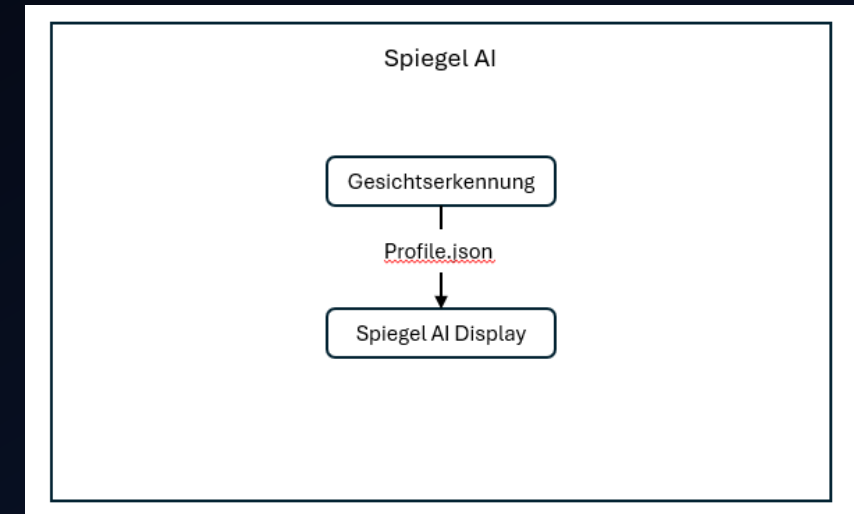 Spiegel AI
Gesichtserkennung
Profile.json
Spiegel AI Display